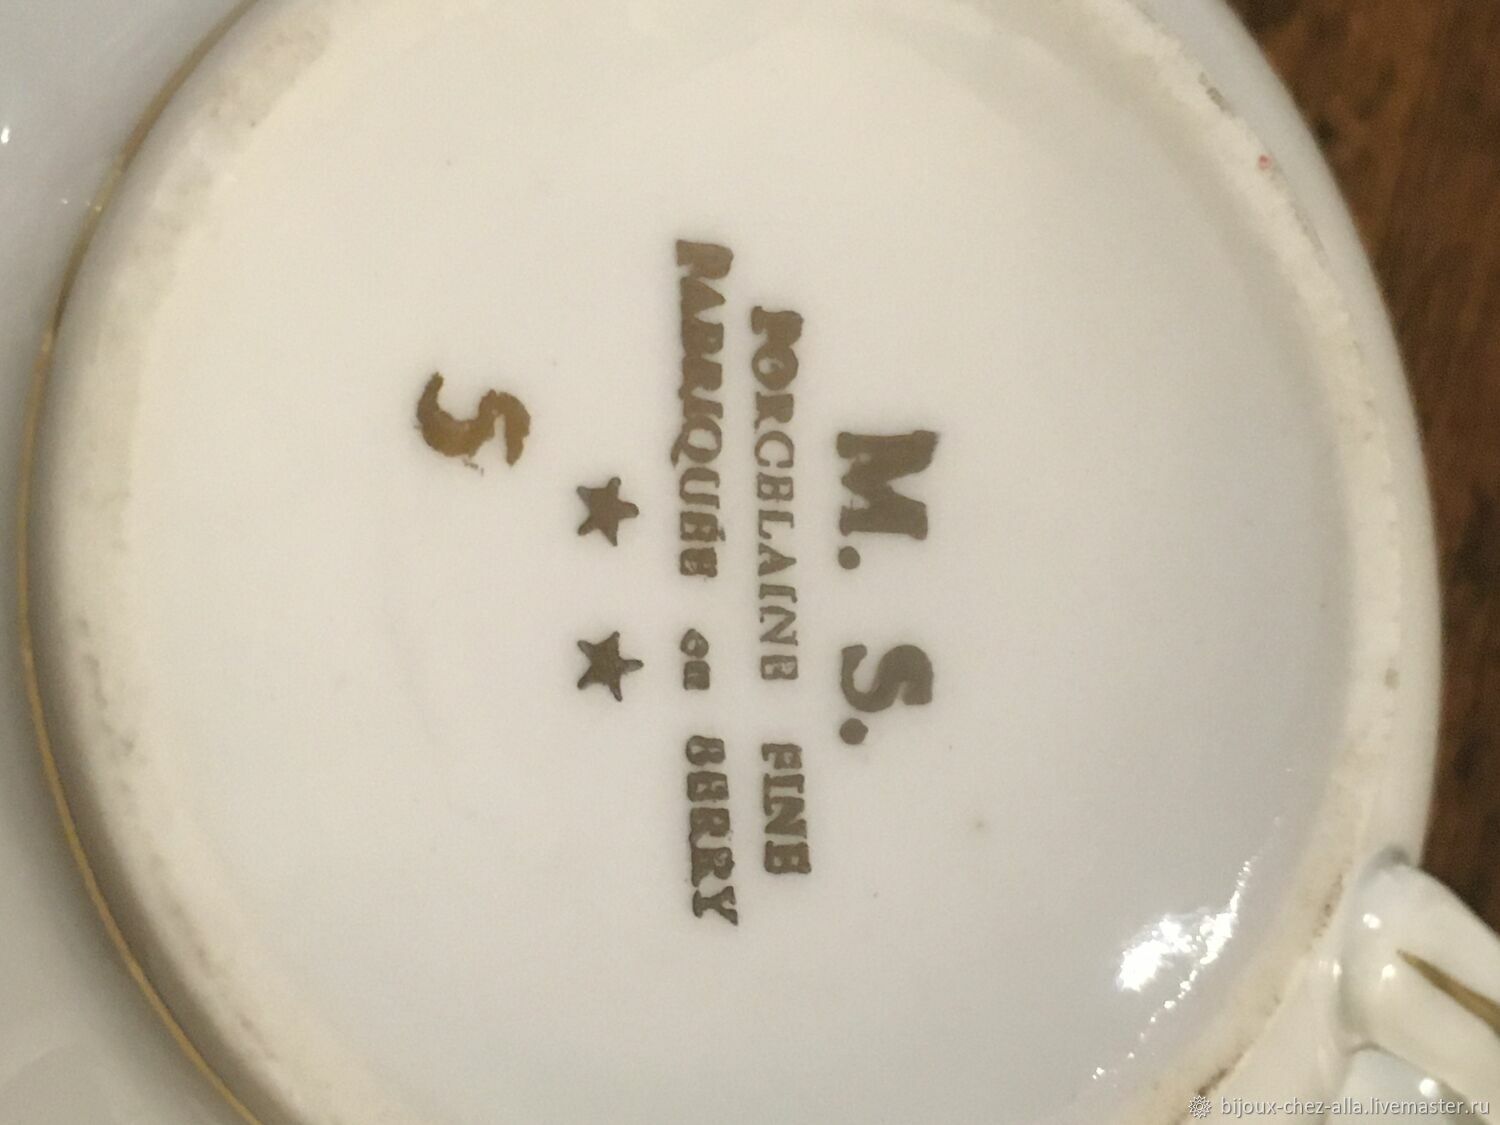 M. S.
PORCELAINE FINE
FABRIQUÉE en BERRY
★ ★
5
bijoux-chez-alla.livemaster.ru